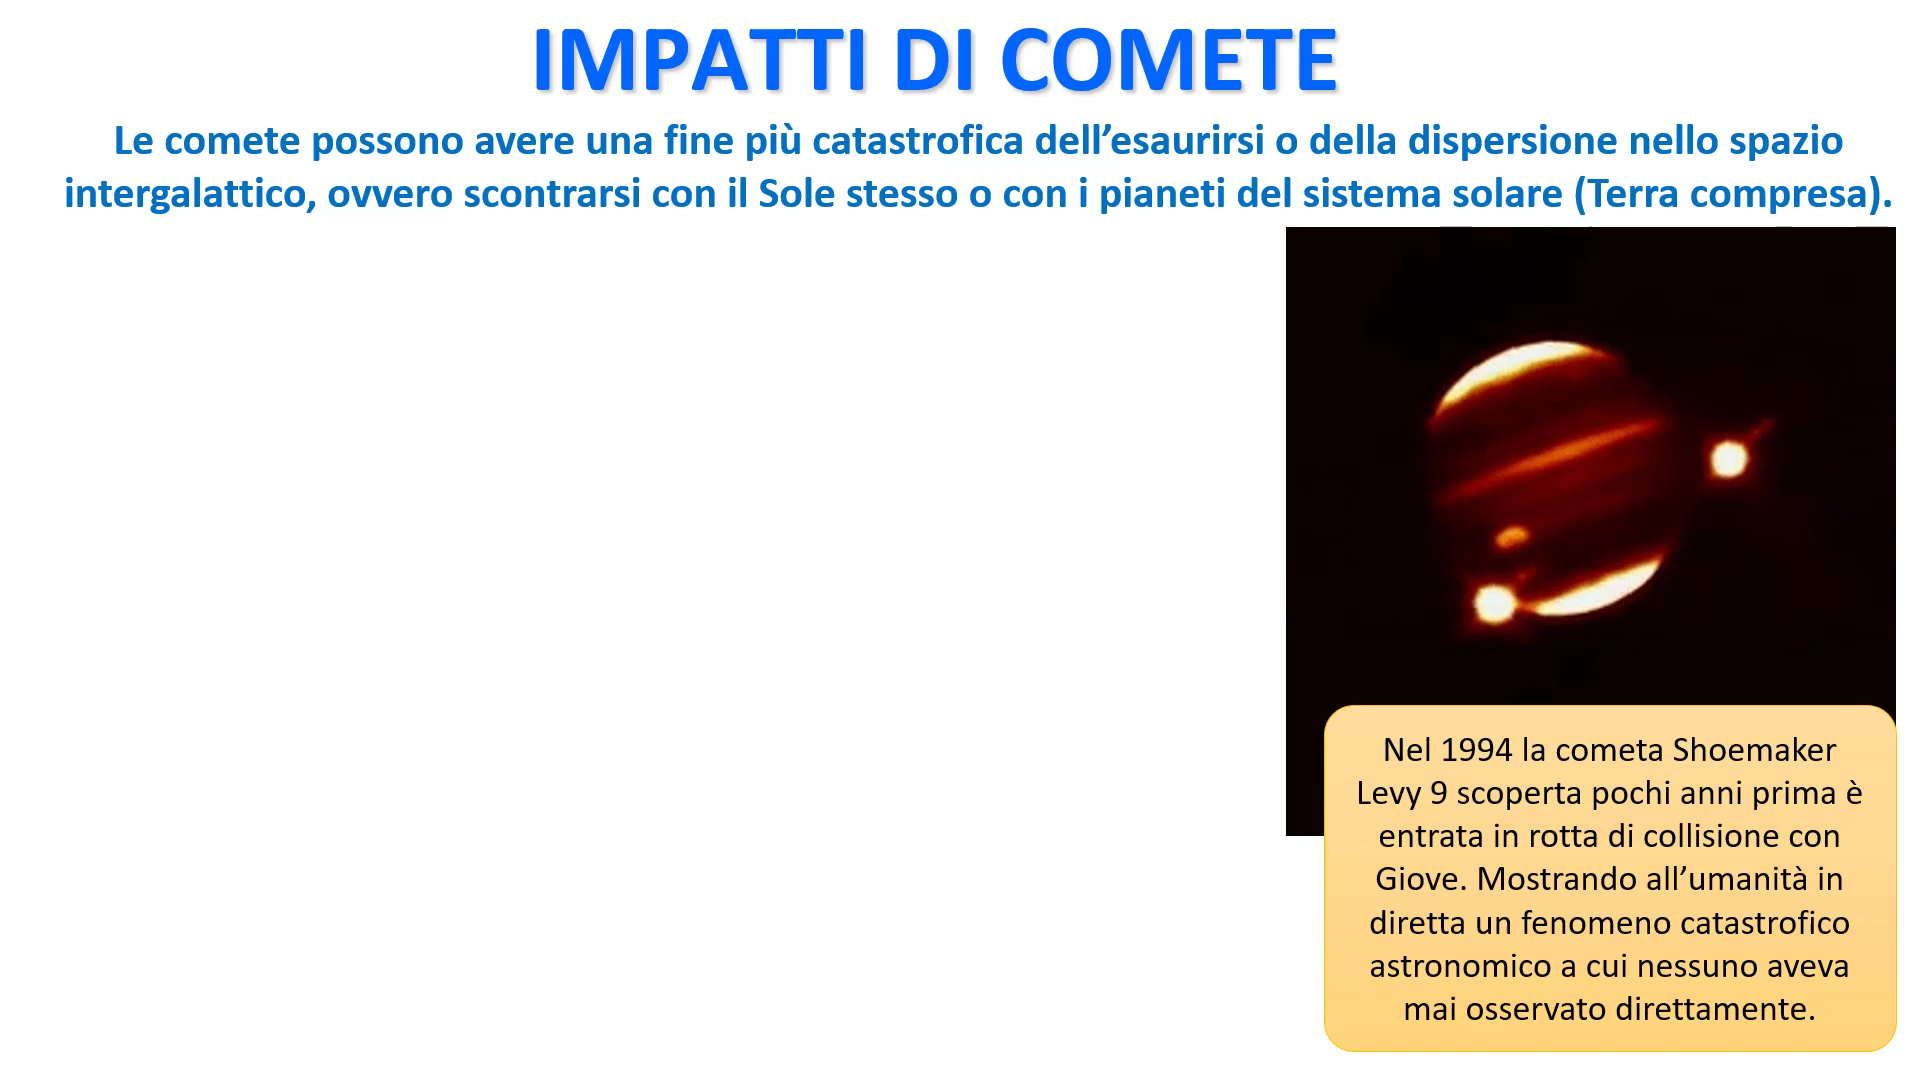 IMPATTI DI COMETE
Le comete possono avere una fine più catastrofica dell’esaurirsi o della dispersione nello spazio
intergalattico, ovvero scontrarsi con il Sole stesso o con i pianeti del sistema solare (Terra compresa).
Nel 1994 la cometa Shoemaker
Levy 9 scoperta pochi anni prima è
entrata in rotta di collisione con
Giove. Mostrando all’umanità in
diretta un fenomeno catastrofico
astronomico a cui nessuno aveva
mai osservato direttamente.